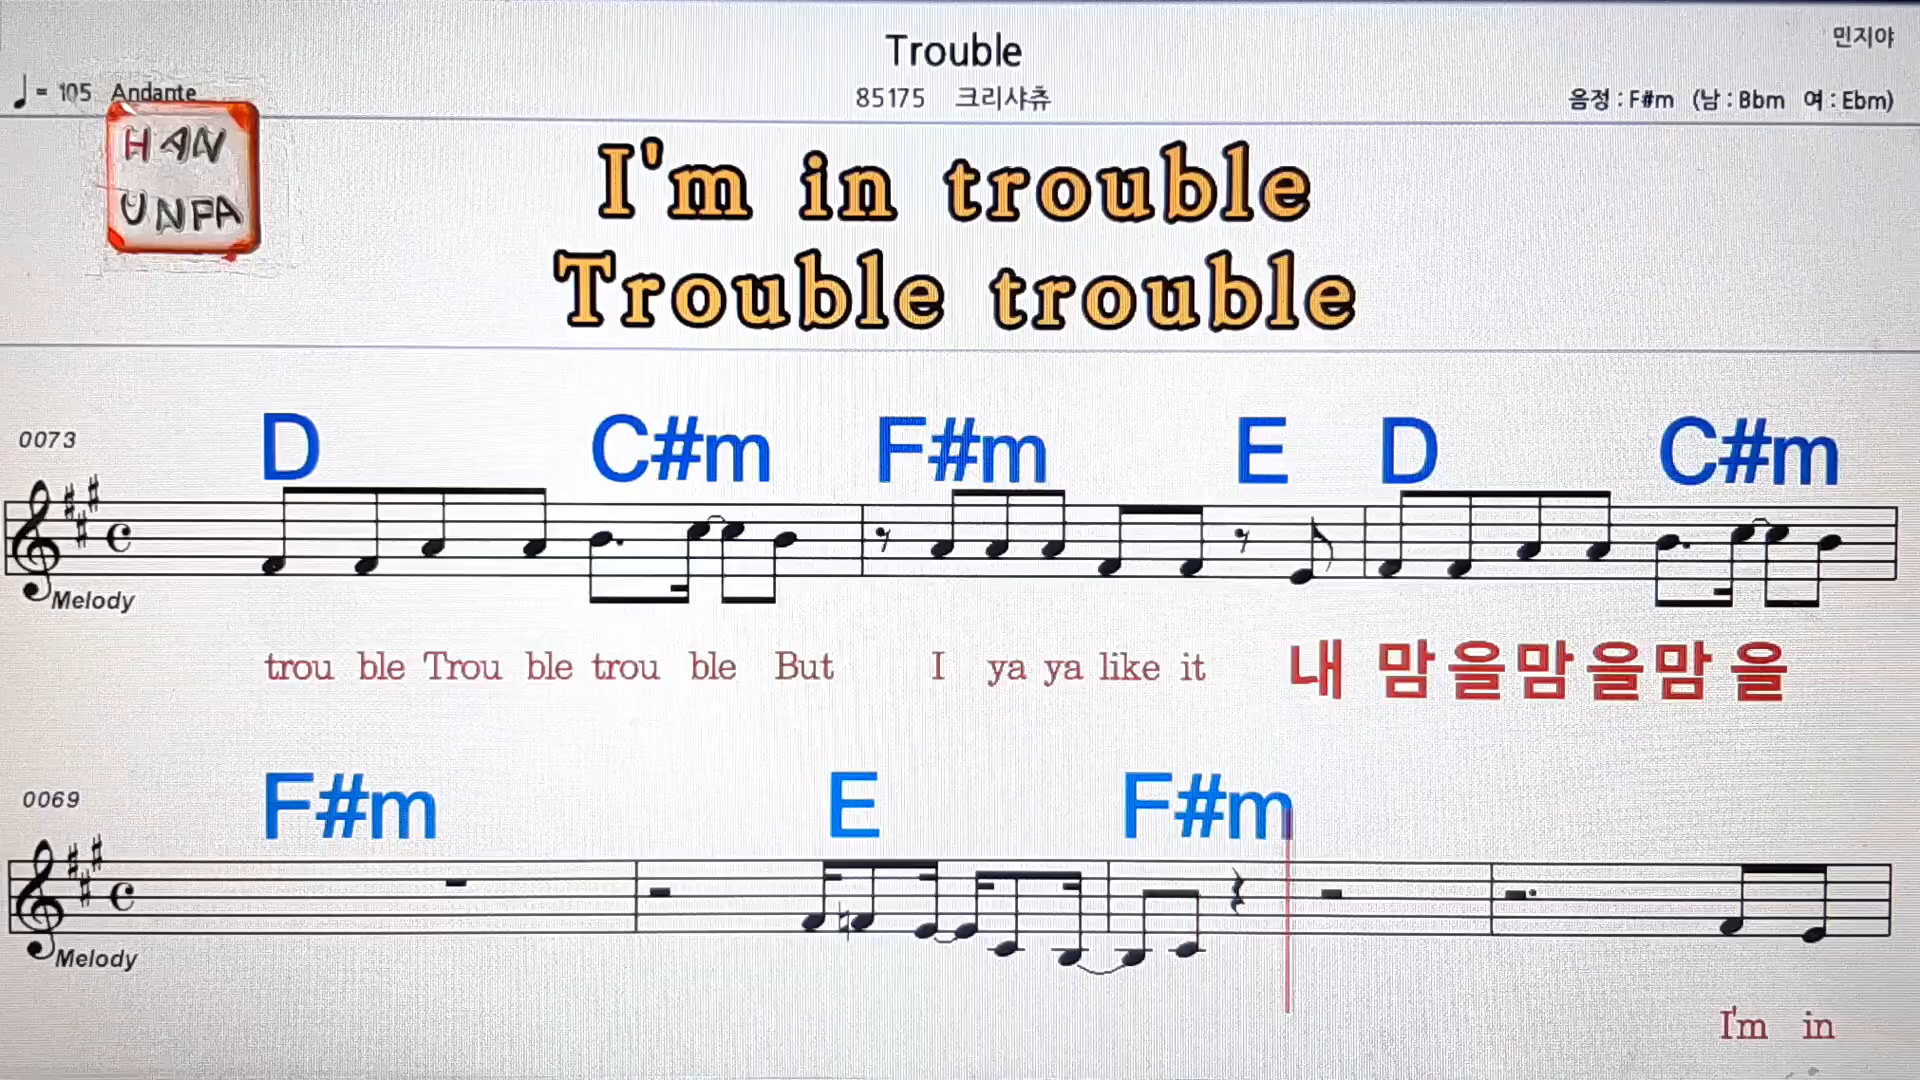 Trouble
민지야
♩= 105 Andante
85175 크리샤츄
음정 : F#m (남 : Bbm 여 : Ebm)
HAN
UNFA
I'm in trouble
Trouble trouble
0073
D C#m F#m E D C#m
Melody
trou ble Trou ble trou ble But I ya ya like it 내 맘을맘을맘을
0069
F#m E F#m
Melody
I'm in